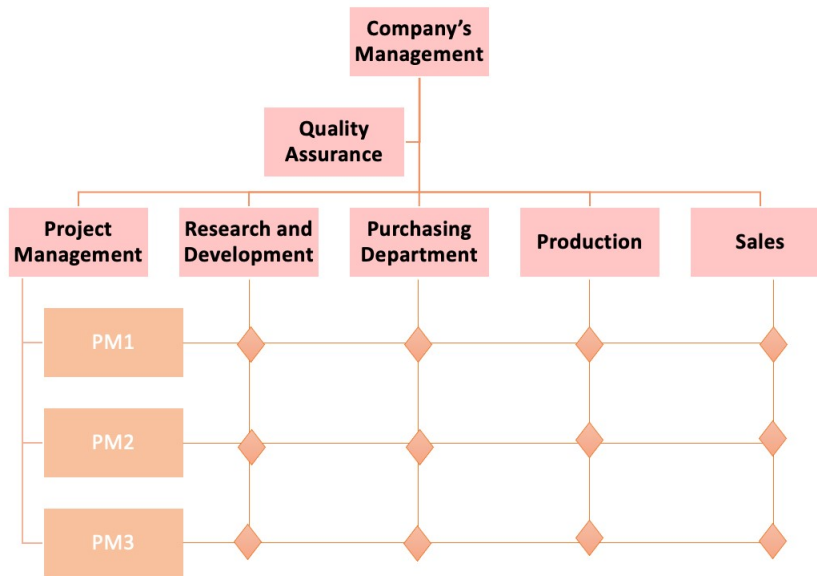 Company’s
Management
Quality
Assurance
Project
Management
Research and
Development
Purchasing
Department
Production
Sales
PM1
PM2
PM3